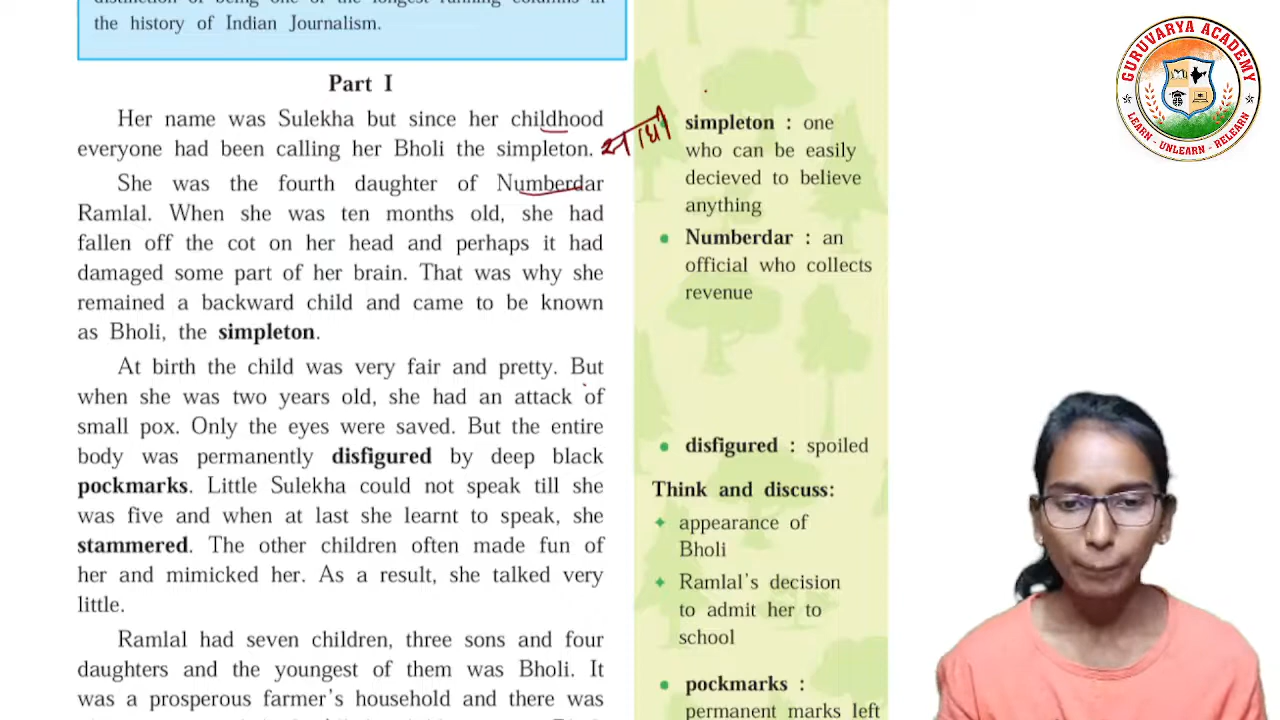 distinction of being one of the longest running columns in
the history of Indian Journalism.
Part I
Her name was Sulekha but since her childhood
everyone had been calling her Bholi the simpleton.
She was the fourth daughter of Numberdar
Ramlal. When she was ten months old, she had
fallen off the cot on her head and perhaps it had
damaged some part of her brain. That was why she
remained a backward child and came to be known
as Bholi, the simpleton.
At birth the child was very fair and pretty. But
when she was two years old, she had an attack of
small pox. Only the eyes were saved. But the entire
body was permanently disfigured by deep black
pockmarks. Little Sulekha could not speak till she
was five and when at last she learnt to speak, she
stammered. The other children often made fun of
her and mimicked her. As a result, she talked very
little.
Ramlal had seven children, three sons and four
daughters and the youngest of them was Bholi. It
was a prosperous farmer's household and there was
simpleton : one
who can be easily
decieved to believe
anything
Numberdar : an
official who collects
revenue
disfigured : spoiled
Think and discuss:
appearance of
Bholi
Ramlal's decision
to admit her to
school
pockmarks :
permanent marks left
GURUVARYA ACADEMY
LEARN - UNLEARN - RELEARN